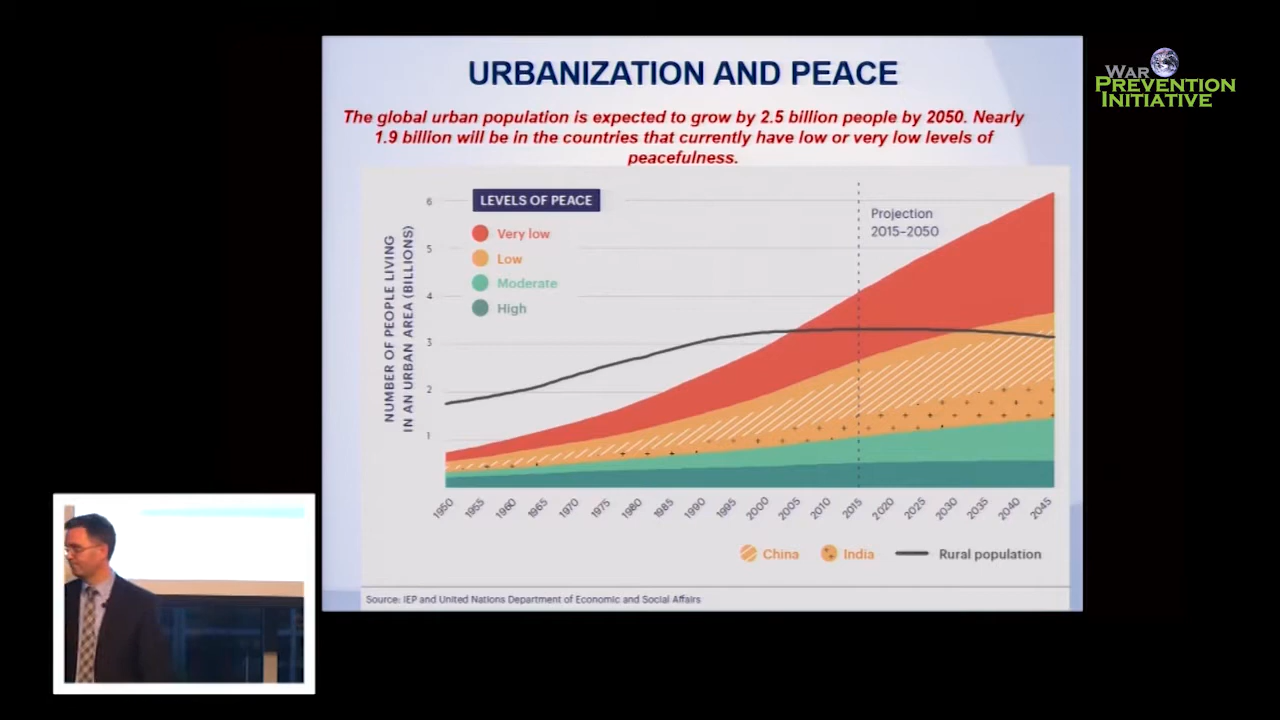 URBANIZATION AND PEACE
The global urban population is expected to grow by 2.5 billion people by 2050. Nearly
1.9 billion will be in the countries that currently have low or very low levels of
peacefulness.
WAR
PREVENTION
INITIATIVE
LEVELS OF PEACE
Very low
Low
Moderate
High
Projection
2015–2050
NUMBER OF PEOPLE LIVING
IN AN URBAN AREA (BILLIONS)
6
5
4
3
2
1
1950 1955 1960 1965 1970 1975 1980 1985 1990 1995 2000 2005 2010 2015 2020 2025 2030 2035 2040 2045
China India Rural population
Source: IEP and United Nations Department of Economic and Social Affairs